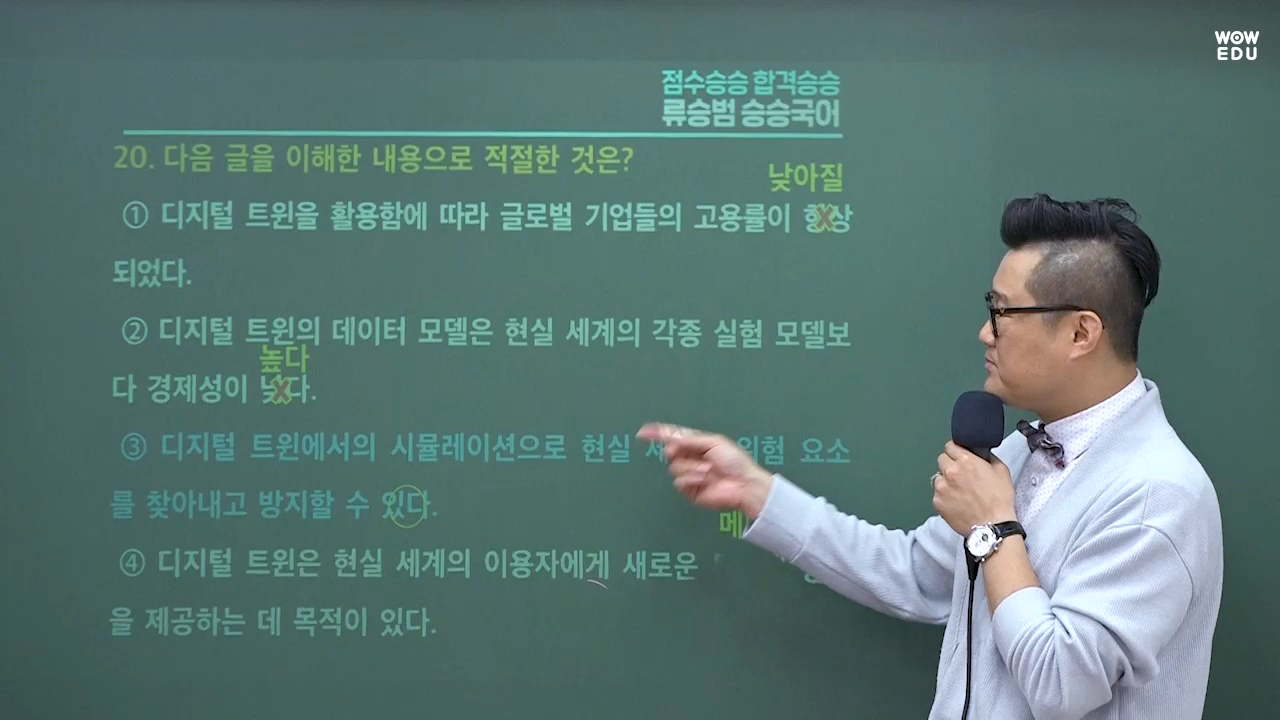 WOW
EDU
점수승승 합격승승
류승범 승승국어
20. 다음 글을 이해한 내용으로 적절한 것은?
낮아질
① 디지털 트윈을 활용함에 따라 글로벌 기업들의 고용률이 향상
되었다.
② 디지털 트윈의 데이터 모델은 현실 세계의 각종 실험 모델보
높다
다 경제성이 낮다.
③ 디지털 트윈에서의 시뮬레이션으로 현실 위험 요소
를 찾아내고 방지할 수 있다.
메
④ 디지털 트윈은 현실 세계의 이용자에게 새로운
을 제공하는 데 목적이 있다.